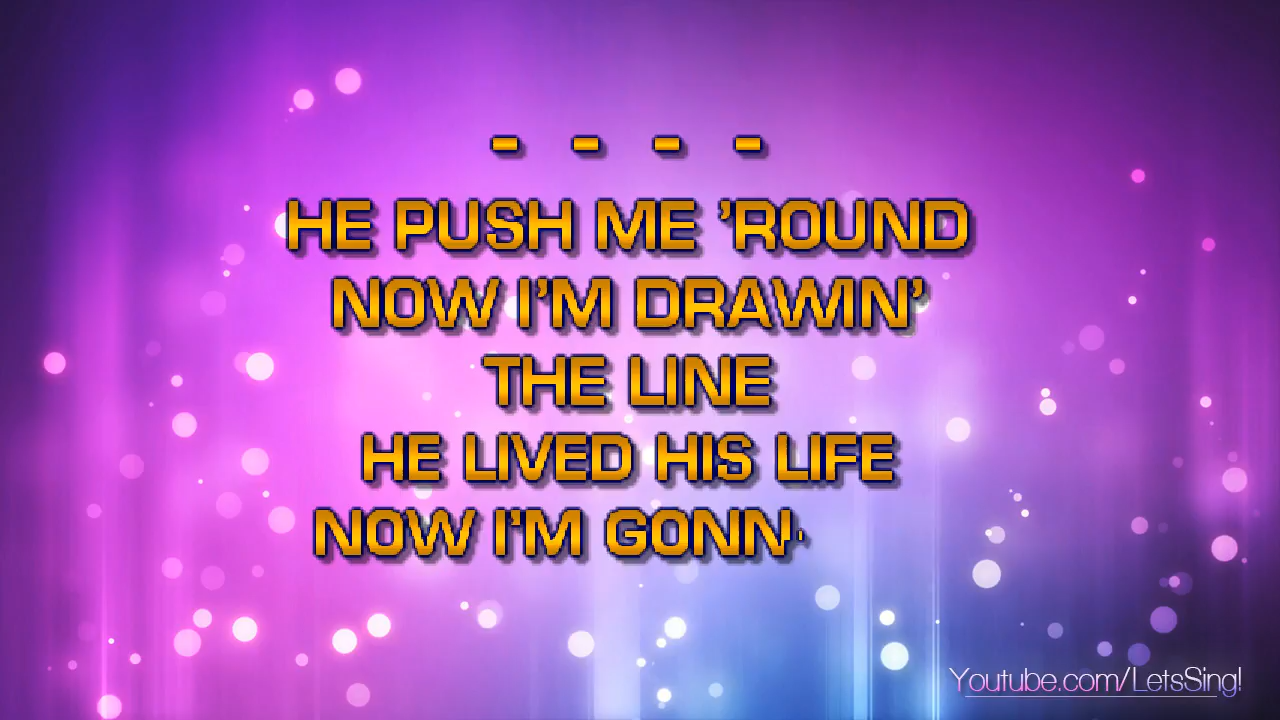 - - - -
HE PUSH ME ’ROUND
NOW I’M DRAWIN’
THE LINE
HE LIVED HIS LIFE
NOW I’M GONN
Youtube.com/LetsSing!